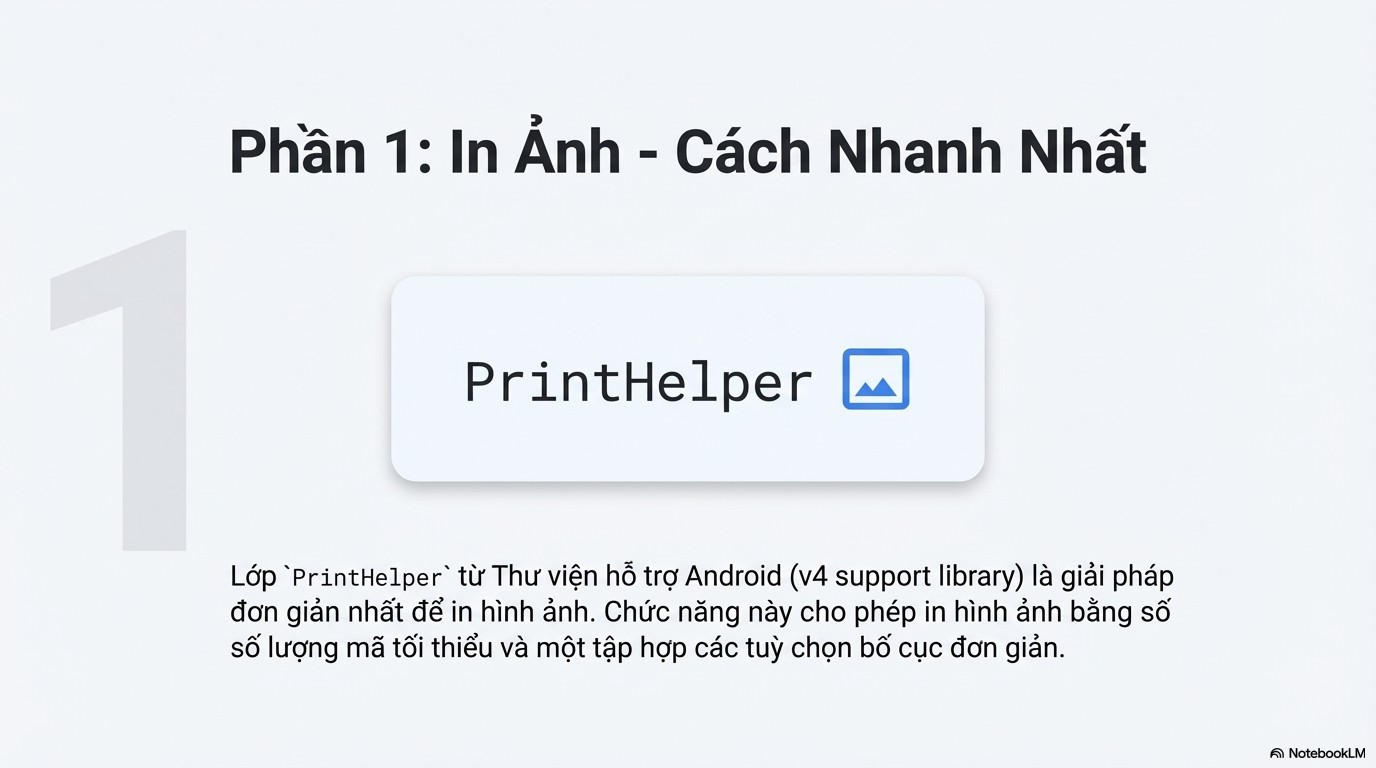 Phần 1: In Ảnh - Cách Nhanh Nhất
1
PrintHelper
Lớp `PrintHelper` từ Thư viện hỗ trợ Android (v4 support library) là giải pháp
đơn giản nhất để in hình ảnh. Chức năng này cho phép in hình ảnh bằng số
số lượng mã tối thiểu và một tập hợp các tuỳ chọn bố cục đơn giản.
NotebookLM